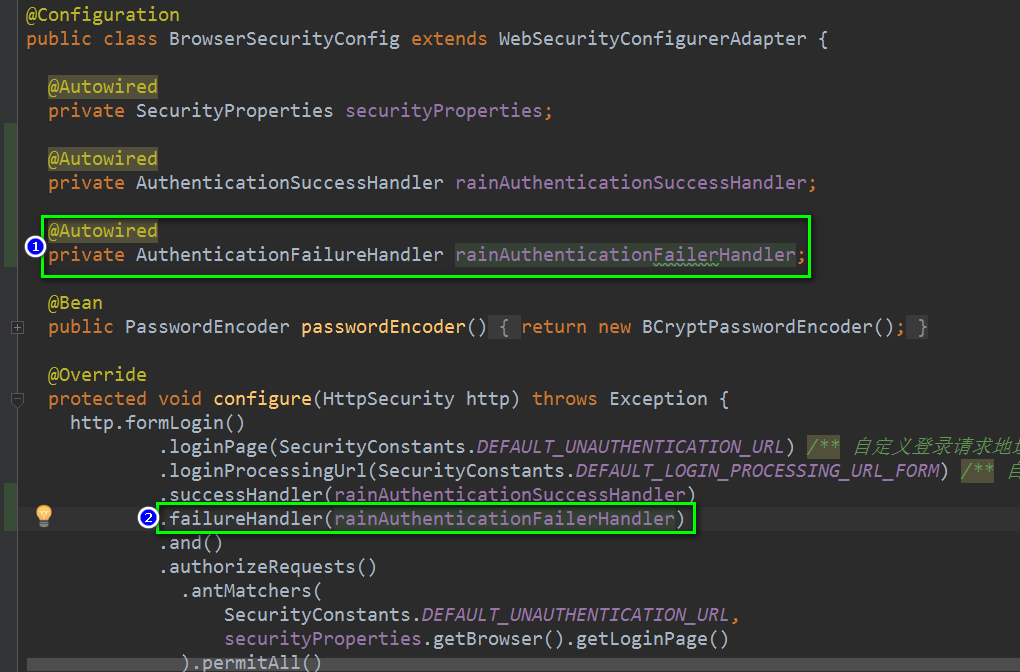 @Configuration
public class BrowserSecurityConfig extends WebSecurityConfigurerAdapter {
@Autowired
private SecurityProperties securityProperties;
@Autowired
private AuthenticationSuccessHandler rainAuthenticationSuccessHandler;
@Autowired
1
private AuthenticationFailureHandler rainAuthenticationFailerHandler;
@Bean
public PasswordEncoder passwordEncoder() { return new BCryptPasswordEncoder(); }
@Override
protected void configure(HttpSecurity http) throws Exception {
http.formLogin()
.loginPage(SecurityConstants.DEFAULT_UNAUTHENTICATION_URL) /** 自定义登录请求地
.loginProcessingUrl(SecurityConstants.DEFAULT_LOGIN_PROCESSING_URL_FORM) /**
.successHandler(rainAuthenticationSuccessHandler)
2 .failureHandler(rainAuthenticationFailerHandler)
.and()
.authorizeRequests()
.antMatchers(
SecurityConstants.DEFAULT_UNAUTHENTICATION_URL,
securityProperties.getBrowser().getLoginPage()
).permitAll()